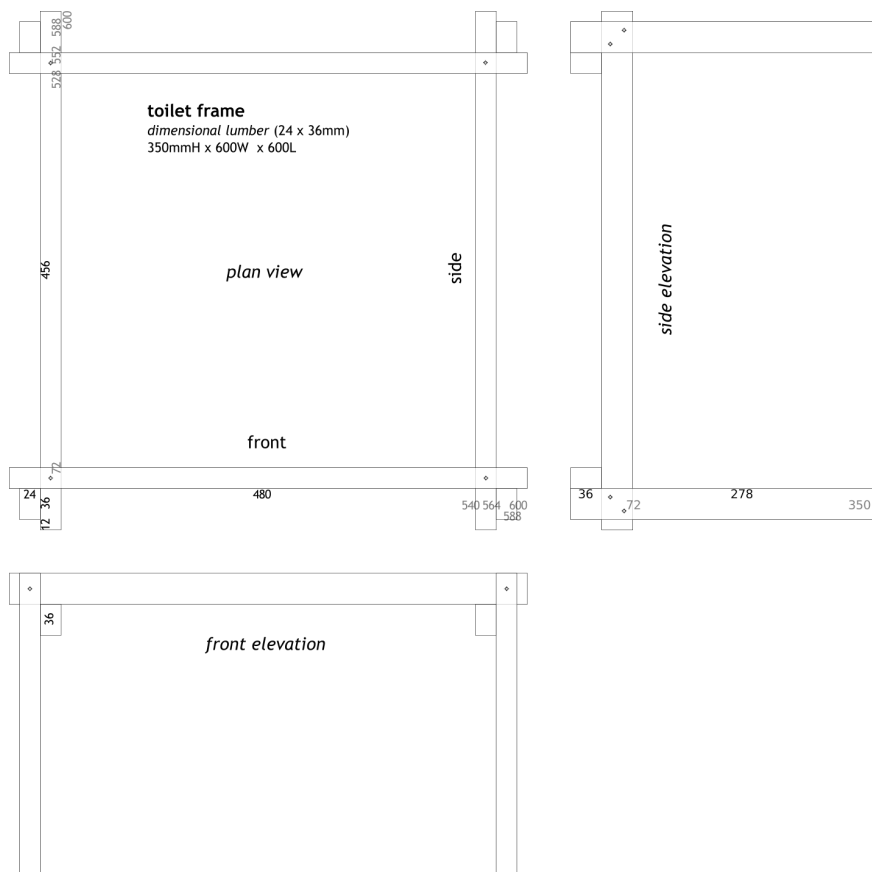 600
588
552
528
toilet frame
dimensional lumber (24 x 36mm)
350mmH x 600W x 600L
456
plan view
side
side elevation
front
72
24
480
36
12
540 564 600
588
36
72
278
350
36
front elevation